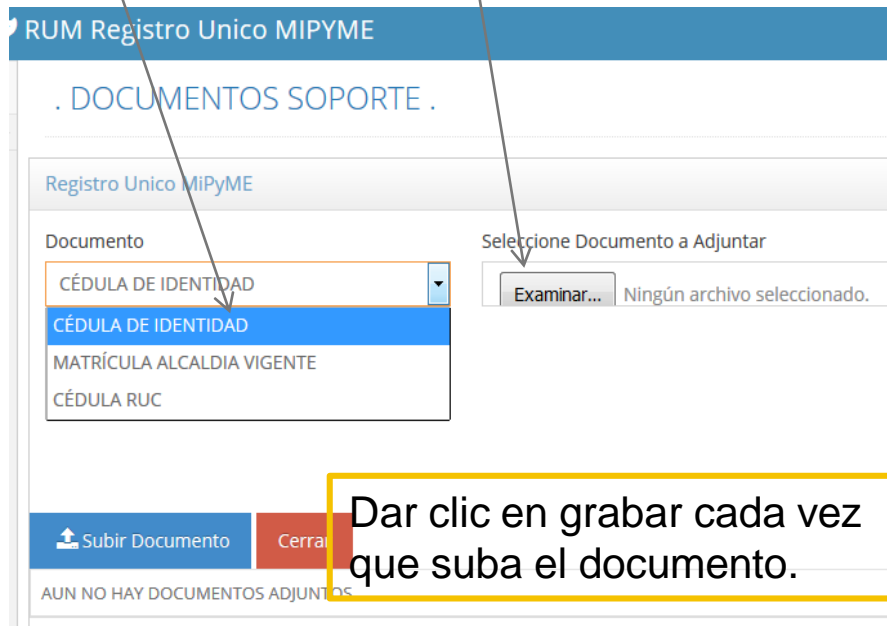 RUM Registro Unico MIPYME
. DOCUMENTOS SOPORTE .
Registro Unico MiPyME
Documento
Seleccione Documento a Adjuntar
CÉDULA DE IDENTIDAD
Examinar... Ningún archivo seleccionado.
CÉDULA DE IDENTIDAD
MATRÍCULA ALCALDIA VIGENTE
CÉDULA RUC
Dar clic en grabar cada vez
que suba el documento.
Subir Documento
Cerrar
AUN NO HAY DOCUMENTOS ADJUNTOS